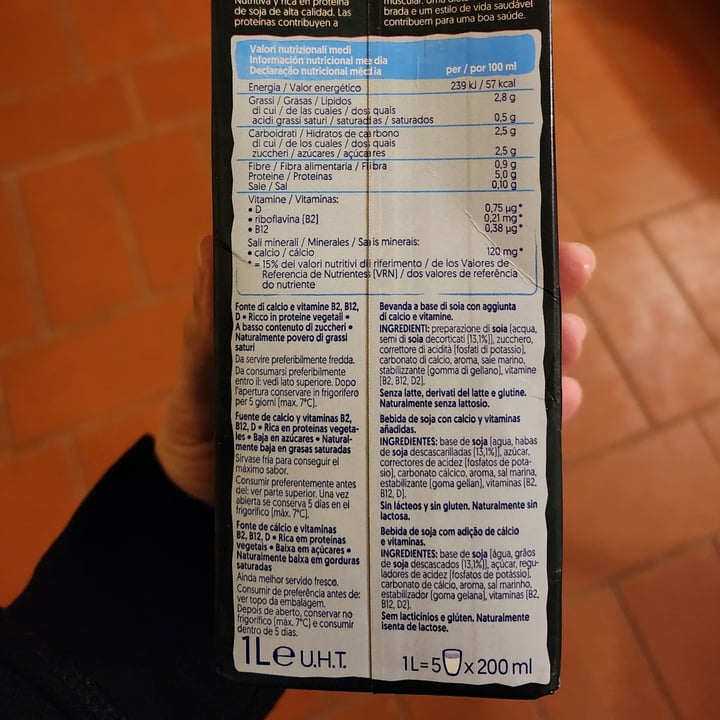 Nutritiva y rica en proteína
de soja de alta calidad. Las
proteínas contribuyen a
brada e um estilo de vida saudável
contribuem para uma boa saúde.
Valori nutrizionali medi
Información nutricional media
Declaração nutricional média
per / por 100 ml
Energia / Valor energético 239 kJ / 57 kcal
Grassi / Grasas / Lípidos 2,8 g
di cui / de las cuales / dos quais
acidi grassi saturi / saturadas / saturados 0,5 g
Carboidrati / Hidratos de carbono 2,5 g
di cui / de los cuales / dos quais
zuccheri / azúcares / açúcares 2,5 g
Fibre / Fibra alimentaria / Fibra 0,9 g
Proteine / Proteínas 5,0 g
Sale / Sal 0,10 g
Vitamine / Vitaminas:
• D 0,75 µg*
• riboflavina (B2) 0,21 mg*
• B12 0,38 µg*
Sali minerali / Minerales / Sais minerais:
• calcio / cálcio 120 mg*
* = 15% dei valori nutritivi di riferimento / de los Valores de
Referencia de Nutrientes (VRN) / dos valores de referência
do nutriente
Fonte di calcio e vitamine B2, B12,
D • Ricco in proteine vegetali •
A basso contenuto di zuccheri •
Naturalmente povero di grassi
saturi
Da servire preferibilmente fredda.
Da consumarsi preferibilmente
entro il: vedi lato superiore. Dopo
l'apertura conservare in frigorifero
per 5 giorni (max. 7°C).
Fuente de calcio y vitaminas B2,
B12, D • Rica en proteínas vegeta-
les • Baja en azúcares • Natural-
mente baja en grasas saturadas
Sírvase fría para conseguir el
máximo sabor.
Consumir preferentemente antes
del: ver parte superior. Una vez
abierta se conserva 5 días en el
frigorífico (máx. 7°C).
Fonte de cálcio e vitaminas
B2, B12, D • Rica em proteínas
vegetais • Baixa em açúcares •
Naturalmente baixa em gorduras
saturadas
Ainda melhor servido fresco.
Consumir de preferência antes de:
ver topo da embalagem.
Depois de aberto, conservar no
frigorífico (máx. 7°C) e consumir
dentro de 5 dias.
1L e U.H.T.
Bevanda a base di soia con aggiunta
di calcio e vitamine.
INGREDIENTI: preparazione di soia (acqua,
semi di soia decorticati (13,1%)), zucchero,
correttore di acidità (fosfati di potassio),
carbonato di calcio, aroma, sale marino,
stabilizzante (gomma di gellano), vitamine
(B2, B12, D2).
Senza latte, derivati del latte e glutine.
Naturalmente senza lattosio.
Bebida de soja con calcio y vitaminas
añadidas.
INGREDIENTES: base de soja (agua, habas
de soja descascarilladas (13,1%)), azúcar,
correctores de acidez (fosfatos de pota-
sio), carbonato cálcico, aroma, sal marina,
estabilizante (goma gellan), vitaminas (B2,
B12, D2).
Sin lácteos y sin gluten. Naturalmente sin
lactosa.
Bebida de soja com adição de cálcio
e vitaminas.
INGREDIENTES: base de soja (água, grãos
de soja descascados (13,1%)), açúcar, regu-
ladores de acidez (fosfatos de potássio),
carbonato de cálcio, aroma, sal marinho,
estabilizador (goma gelana), vitaminas (B2,
B12, D2).
Sem lacticínios e glúten. Naturalmente
isenta de lactose.
1L=5 x 200 ml